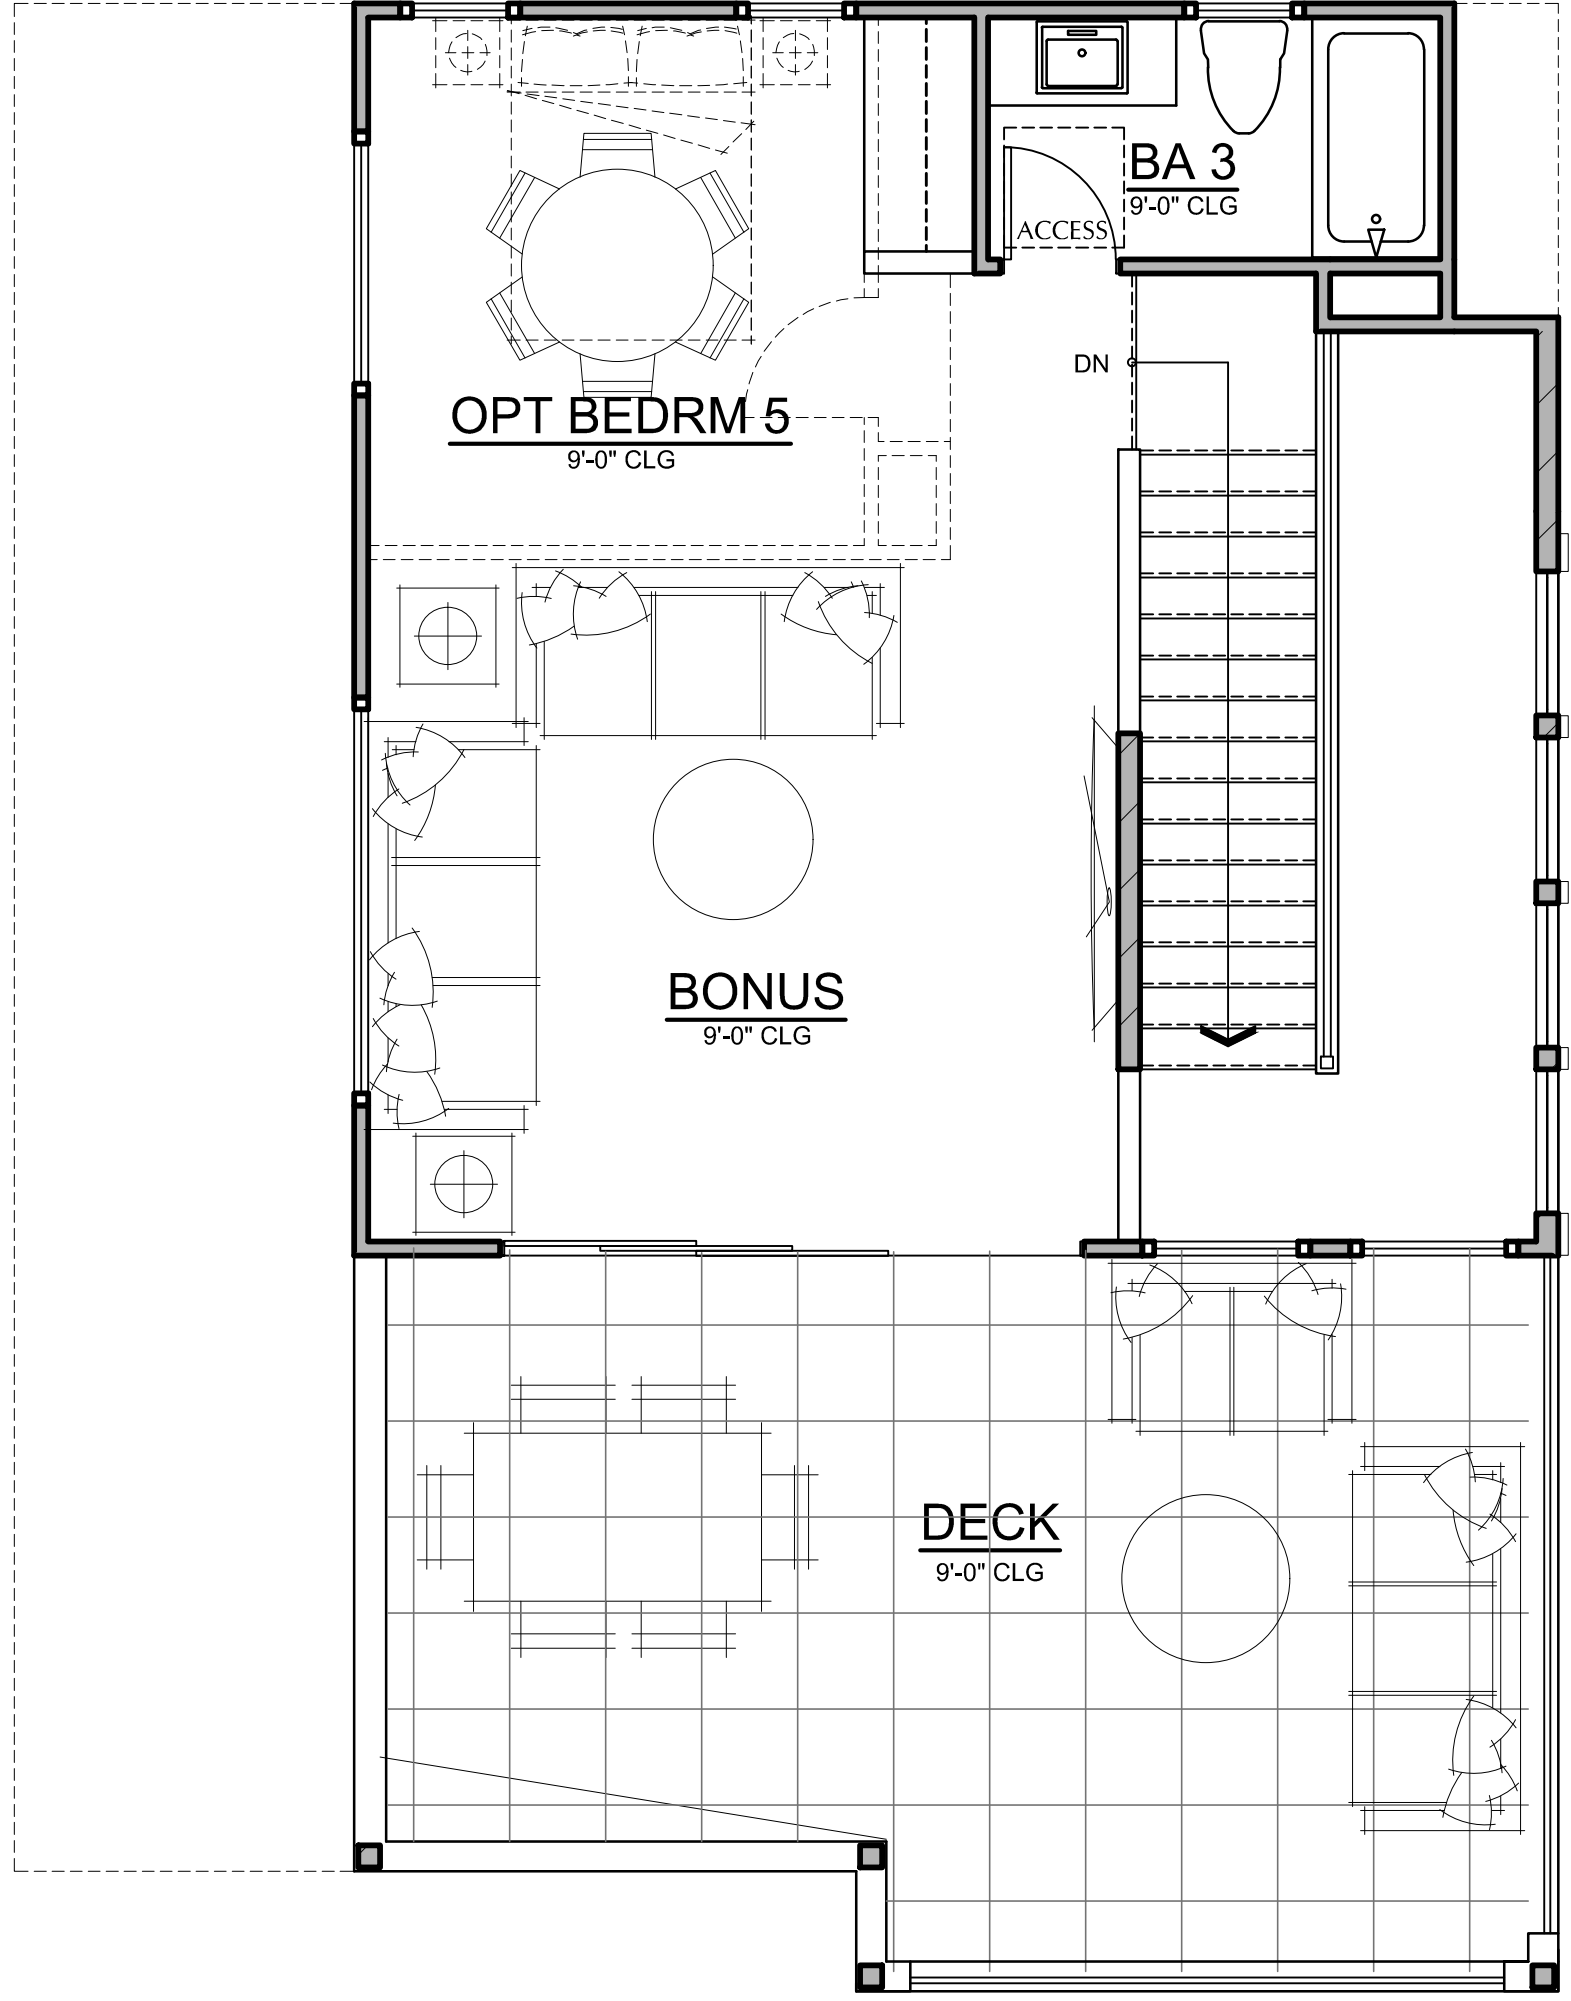 BA 3
9'-0" CLG
ACCESS
DN
OPT BEDRM 5
9'-0" CLG
BONUS
9'-0" CLG
DECK
9'-0" CLG